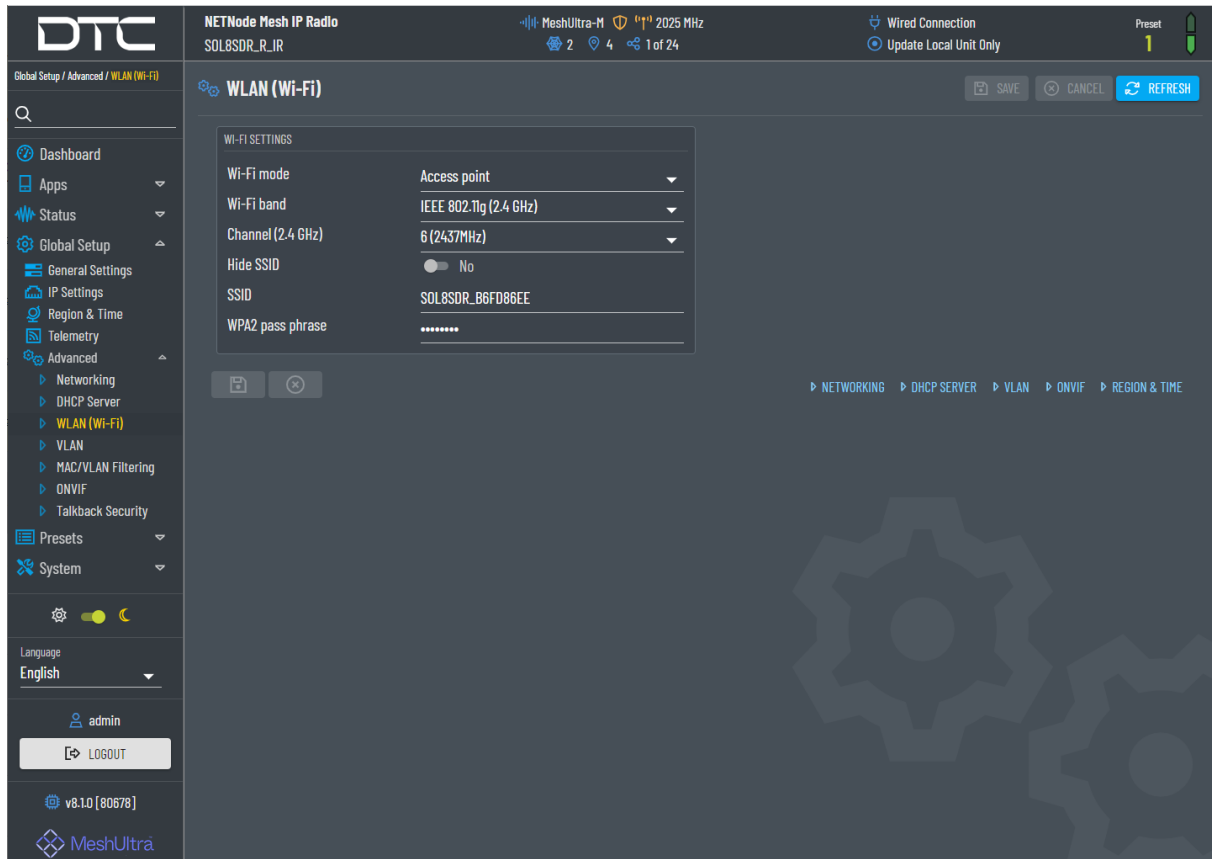 DTC
NETNode Mesh IP Radio
SOL8SDR_R_IR
MeshUltra-M 2025 MHz
2 4 1 of 24
Wired Connection
Update Local Unit Only
Preset
1
Global Setup / Advanced / WLAN (Wi-Fi)
Dashboard
Apps
Status
Global Setup
General Settings
IP Settings
Region & Time
Telemetry
Advanced
Networking
DHCP Server
WLAN (Wi-Fi)
VLAN
MAC/VLAN Filtering
ONVIF
Talkback Security
Presets
System
Language
English
admin
LOGOUT
v8.1.0 [80678]
MeshUltra
WLAN (Wi-Fi)
SAVE CANCEL REFRESH
WI-FI SETTINGS
Wi-Fi mode Access point
Wi-Fi band IEEE 802.11g (2.4 GHz)
Channel (2.4 GHz) 6 (2437MHz)
Hide SSID No
SSID SOL8SDR_B6FD86EE
WPA2 pass phrase ••••••••
NETWORKING DHCP SERVER VLAN ONVIF REGION & TIME